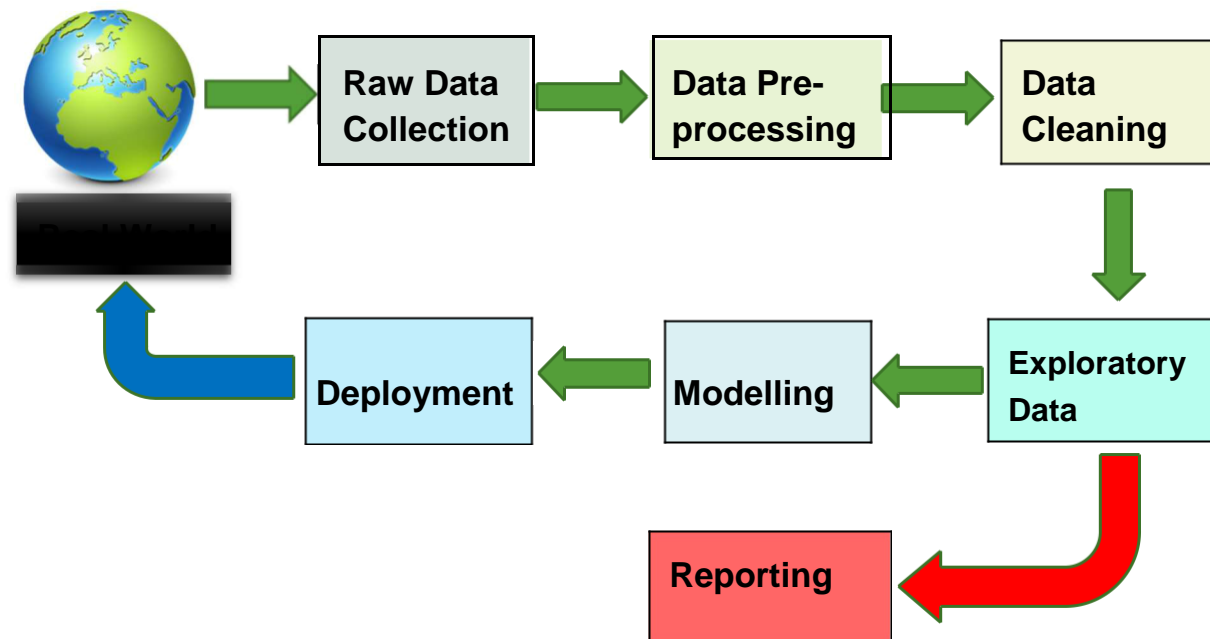 Raw Data
Collection
Data Pre-
processing
Data
Cleaning
Exploratory
Data
Modelling
Deployment
Reporting